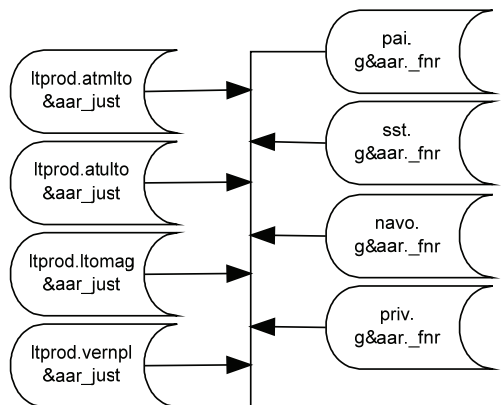 ltprod.atmlto
&aar_just
ltprod.atulto
&aar_just
ltprod.ltomag
&aar_just
ltprod.vernpl
&aar_just
pai.
g&aar._fnr
sst.
g&aar._fnr
navo.
g&aar._fnr
priv.
g&aar._fnr